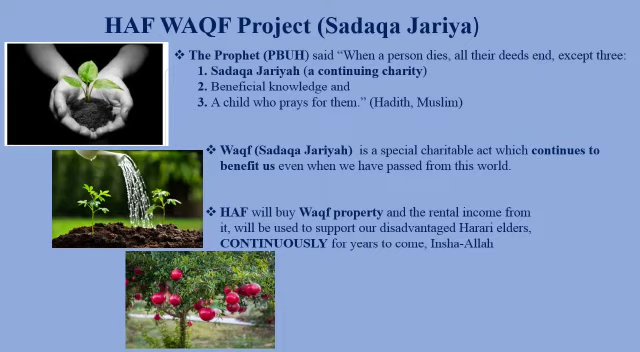 HAF WAQF Project (Sadaqa Jariya)
❖ The Prophet (PBUH) said “When a person dies, all their deeds end, except three:
1. Sadaqa Jariyah (a continuing charity)
2. Beneficial knowledge and
3. A child who prays for them.” (Hadith, Muslim)
❖ Waqf (Sadaqa Jariyah) is a special charitable act which continues to
benefit us even when we have passed from this world.
❖ HAF will buy Waqf property and the rental income from
it, will be used to support our disadvantaged Harari elders,
CONTINUOUSLY for years to come, Insha-Allah